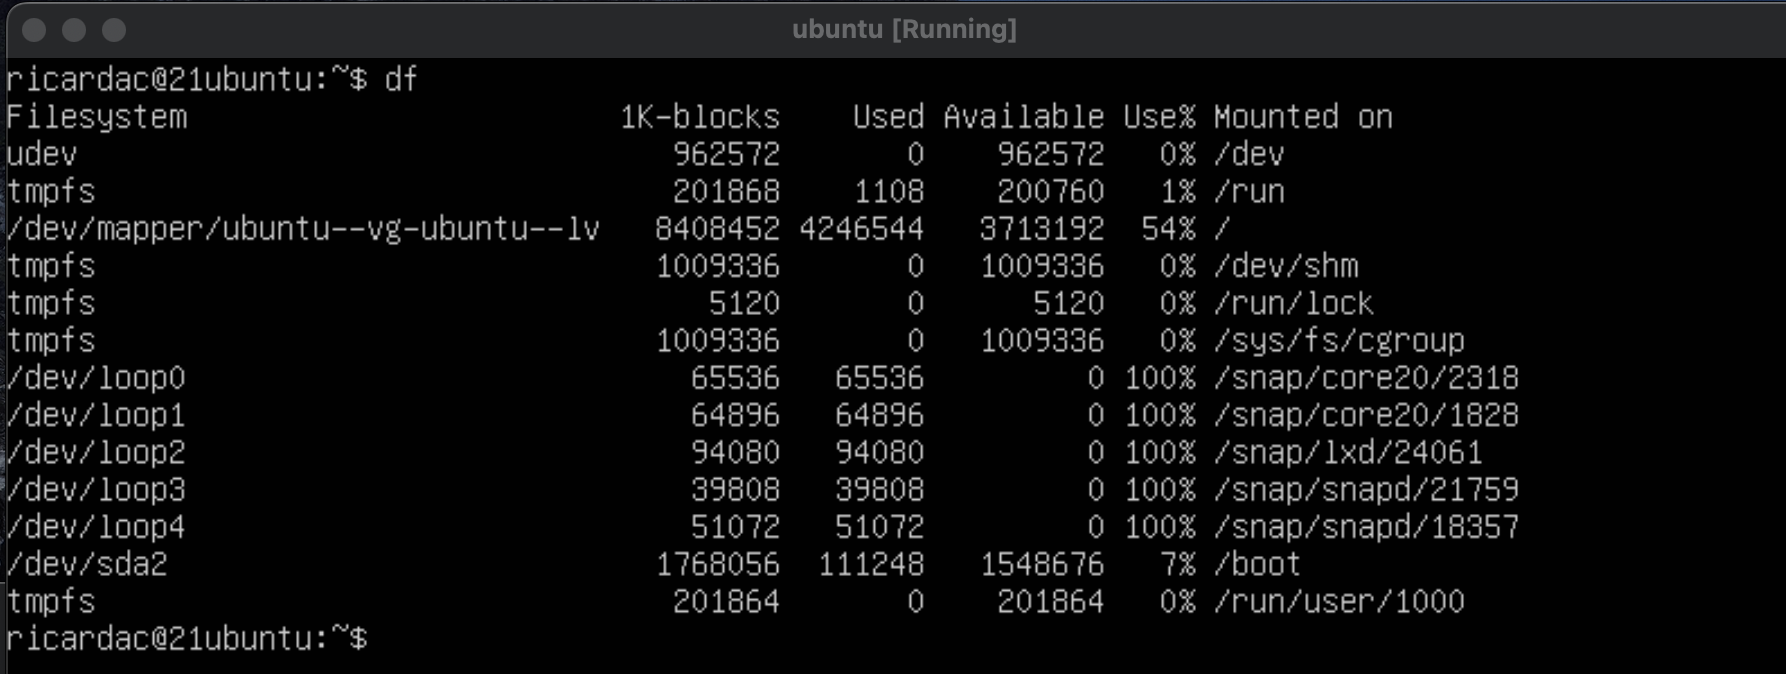 ubuntu [Running]
ricardac@21ubuntu:~$ df
Filesystem                         1K-blocks    Used Available Use% Mounted on
udev                                  962572       0    962572   0% /dev
tmpfs                                 201868    1108    200760   1% /run
/dev/mapper/ubuntu--vg-ubuntu--lv   8408452 4246544   3713192  54% /
tmpfs                                1009336       0   1009336   0% /dev/shm
tmpfs                                   5120       0      5120   0% /run/lock
tmpfs                                1009336       0   1009336   0% /sys/fs/cgroup
/dev/loop0                             65536   65536         0 100% /snap/core20/2318
/dev/loop1                             64896   64896         0 100% /snap/core20/1828
/dev/loop2                             94080   94080         0 100% /snap/lxd/24061
/dev/loop3                             39808   39808         0 100% /snap/snapd/21759
/dev/loop4                             51072   51072         0 100% /snap/snapd/18357
/dev/sda2                            1768056  111248   1548676   7% /boot
tmpfs                                 201864       0    201864   0% /run/user/1000
ricardac@21ubuntu:~$